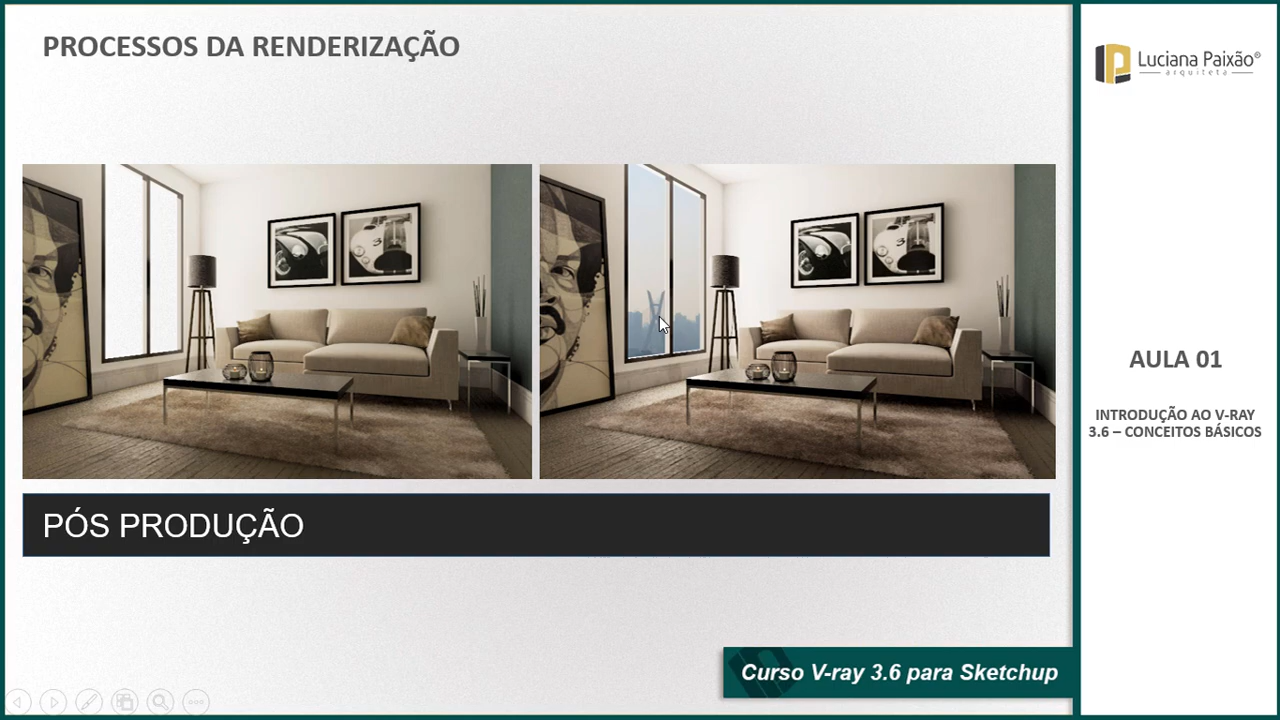 PROCESSOS DA RENDERIZAÇÃO
Luciana Paixão®
arquiteta
PÓS PRODUÇÃO
AULA 01
INTRODUÇÃO AO V-RAY
3.6 – CONCEITOS BÁSICOS
Curso V-ray 3.6 para Sketchup